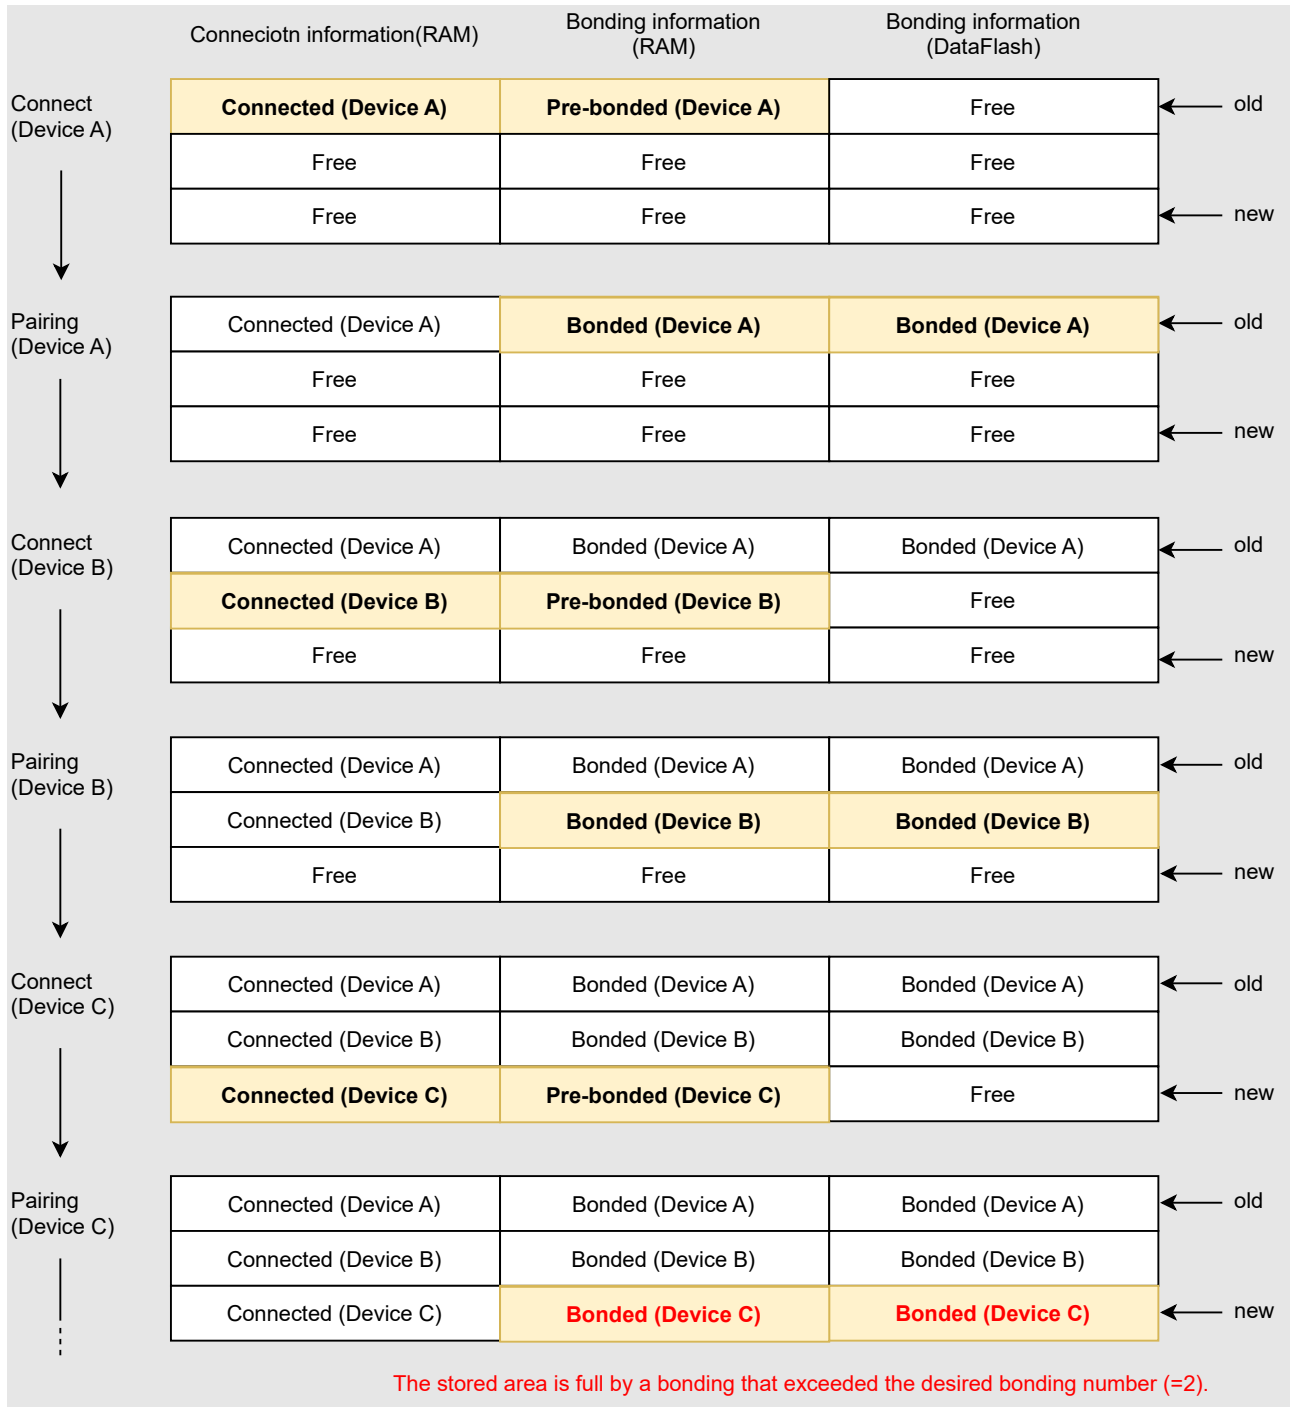 Conneciotn information(RAM)
Bonding information
(RAM)
Bonding information
(DataFlash)
Connect
(Device A)
Connected (Device A) Pre-bonded (Device A) Free old
Free Free Free
Free Free Free new
Pairing
(Device A)
Connected (Device A) Bonded (Device A) Bonded (Device A) old
Free Free Free
Free Free Free new
Connect
(Device B)
Connected (Device A) Bonded (Device A) Bonded (Device A) old
Connected (Device B) Pre-bonded (Device B) Free
Free Free Free new
Pairing
(Device B)
Connected (Device A) Bonded (Device A) Bonded (Device A) old
Connected (Device B) Bonded (Device B) Bonded (Device B)
Free Free Free new
Connect
(Device C)
Connected (Device A) Bonded (Device A) Bonded (Device A) old
Connected (Device B) Bonded (Device B) Bonded (Device B)
Connected (Device C) Pre-bonded (Device C) Free new
Pairing
(Device C)
Connected (Device A) Bonded (Device A) Bonded (Device A) old
Connected (Device B) Bonded (Device B) Bonded (Device B)
Connected (Device C) Bonded (Device C) Bonded (Device C) new
The stored area is full by a bonding that exceeded the desired bonding number (=2).